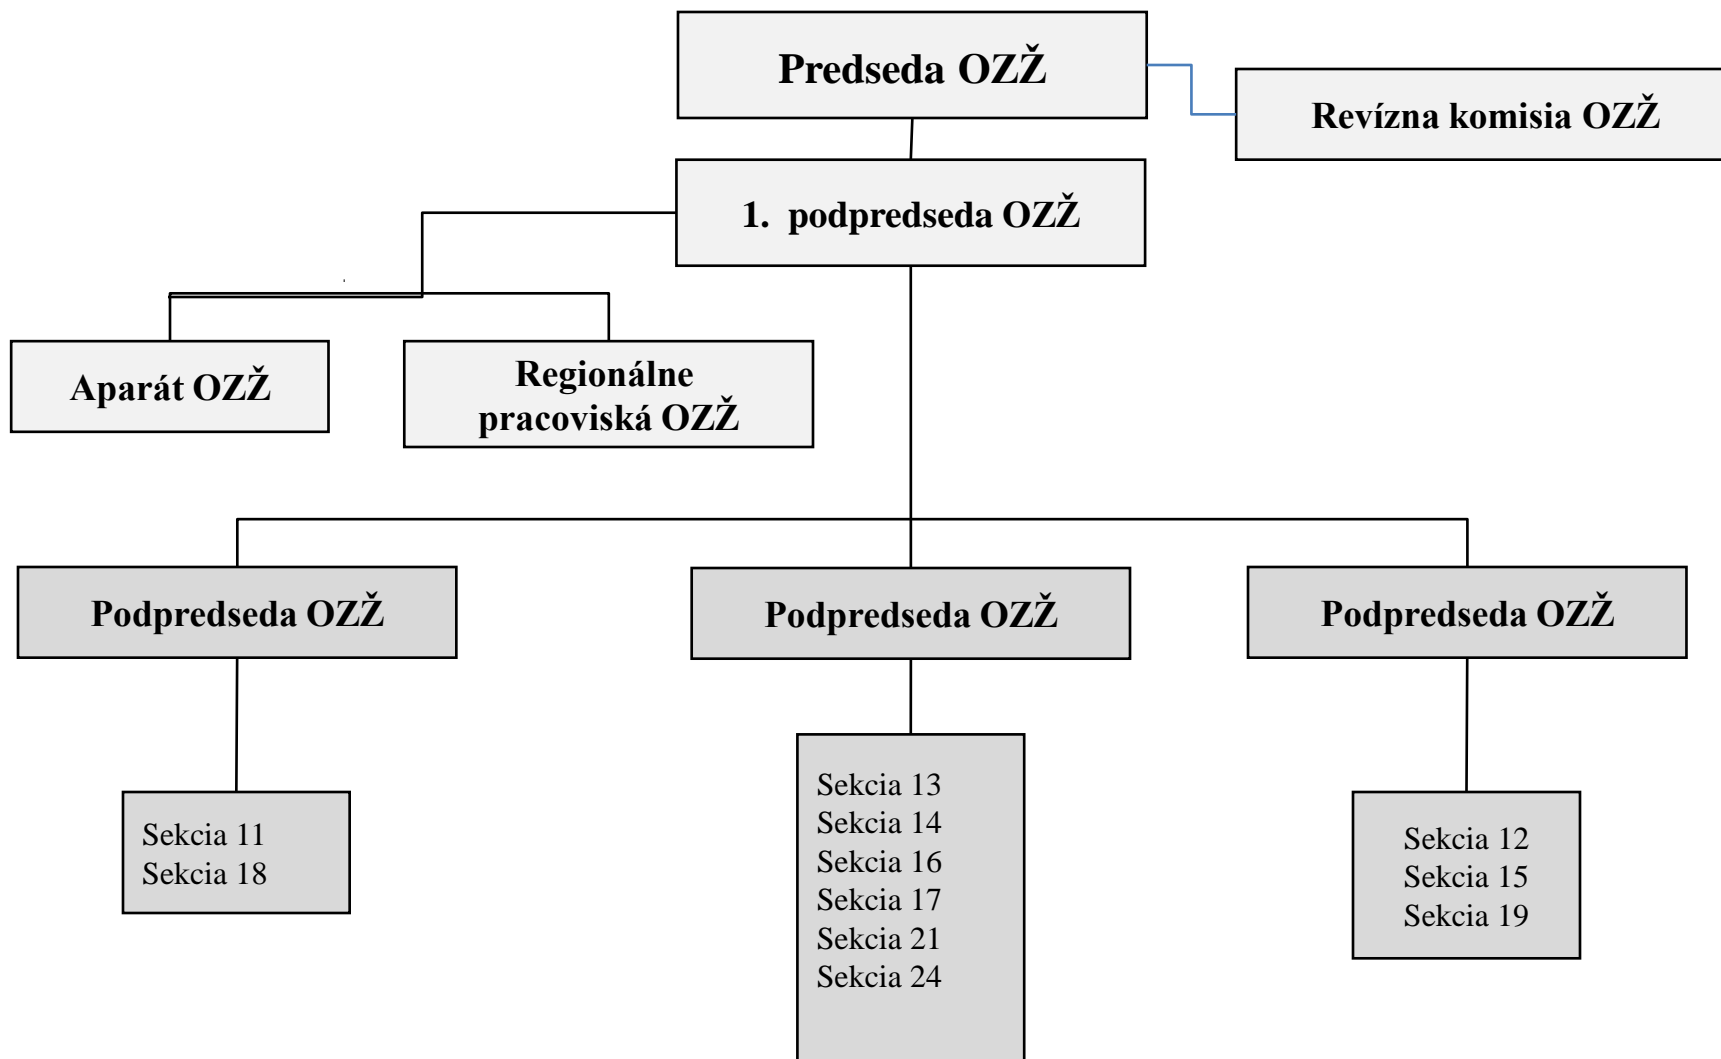 Predseda OZŽ
Revízna komisia OZŽ
1. podpredseda OZŽ
Aparát OZŽ
Regionálne
pracoviská OZŽ
Podpredseda OZŽ
Podpredseda OZŽ
Podpredseda OZŽ
Sekcia 11
Sekcia 18
Sekcia 13
Sekcia 14
Sekcia 16
Sekcia 17
Sekcia 21
Sekcia 24
Sekcia 12
Sekcia 15
Sekcia 19